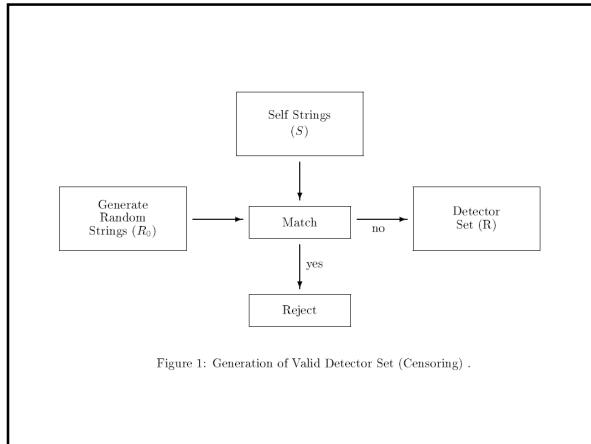 Self Strings
(S)
Generate
Random
Strings (R₀)
Match
no
Detector
Set (R)
yes
Reject
Figure 1: Generation of Valid Detector Set (Censoring) .